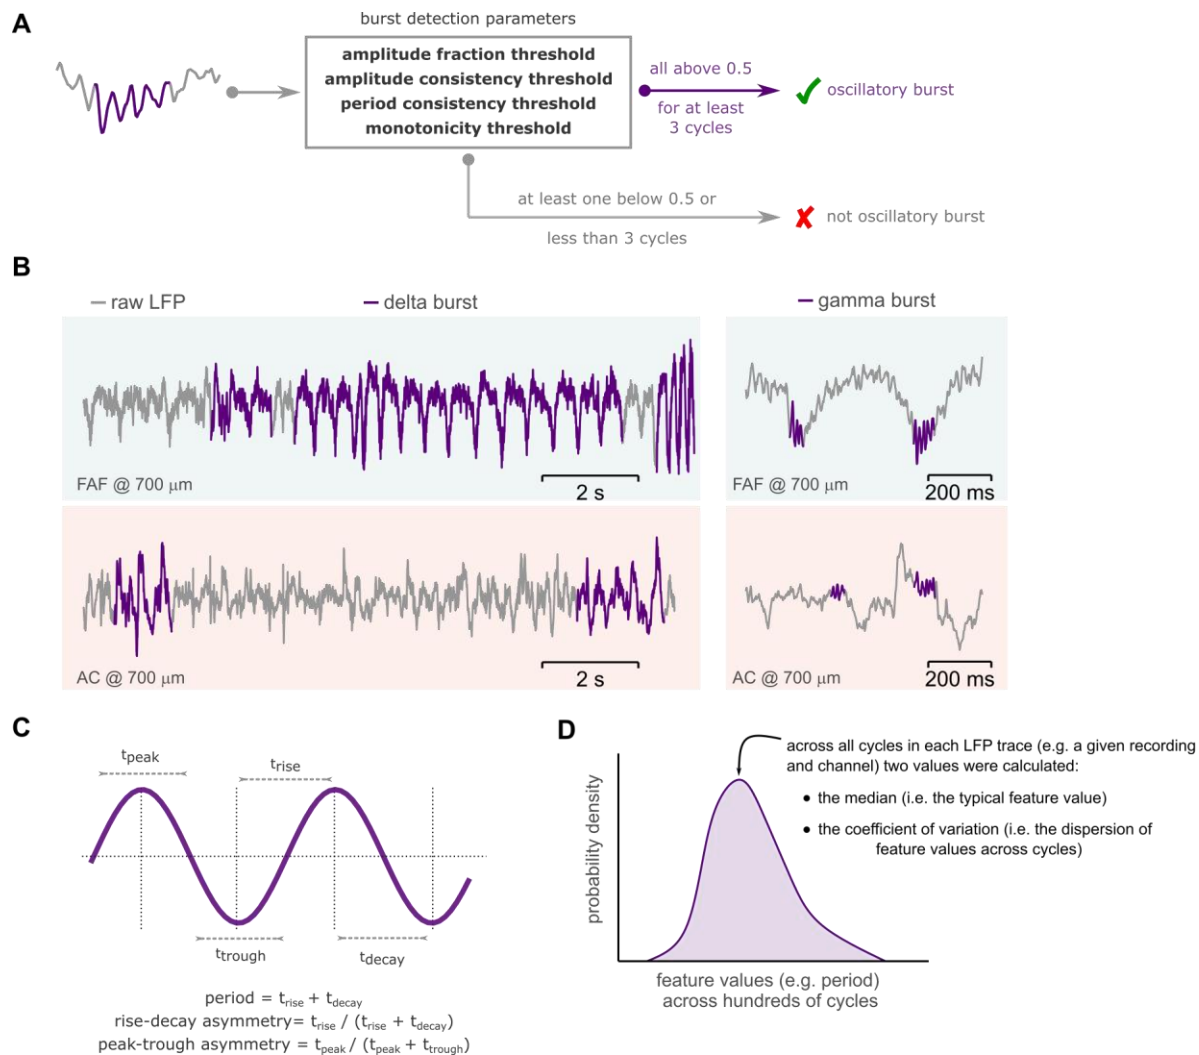 A
burst detection parameters
amplitude fraction threshold
amplitude consistency threshold
period consistency threshold
monotonicity threshold
all above 0.5
for at least
3 cycles
oscillatory burst
at least one below 0.5 or
less than 3 cycles
not oscillatory burst
B
raw LFP
delta burst
gamma burst
FAF @ 700 μm
2 s
FAF @ 700 μm
200 ms
AC @ 700 μm
2 s
AC @ 700 μm
200 ms
C
tpeak
trise
ttrough
tdecay
period = trise + tdecay
rise-decay asymmetry= trise / (trise + tdecay)
peak-trough asymmetry = tpeak / (tpeak + ttrough)
D
across all cycles in each LFP trace (e.g. a given recording
and channel) two values were calculated:
• the median (i.e. the typical feature value)
• the coefficient of variation (i.e. the dispersion of
feature values across cycles)
probability density
feature values (e.g. period)
across hundreds of cycles